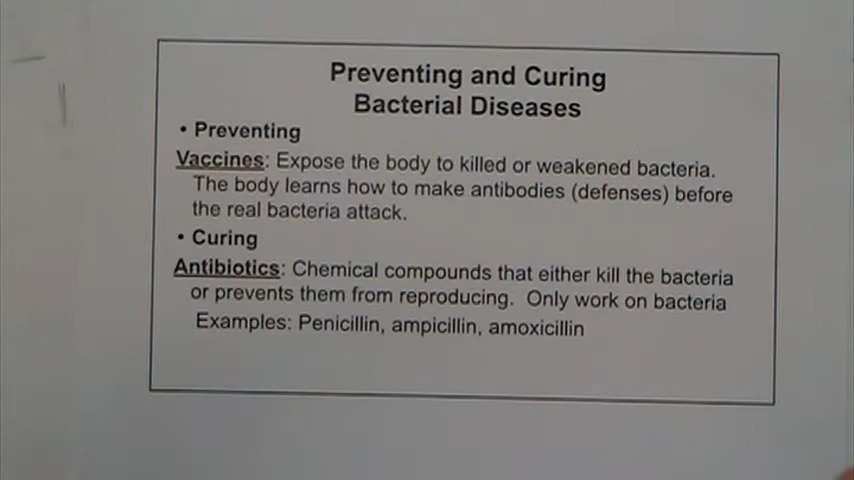 Preventing and Curing
Bacterial Diseases
• Preventing
Vaccines: Expose the body to killed or weakened bacteria.
The body learns how to make antibodies (defenses) before
the real bacteria attack.
• Curing
Antibiotics: Chemical compounds that either kill the bacteria
or prevents them from reproducing. Only work on bacteria
Examples: Penicillin, ampicillin, amoxicillin